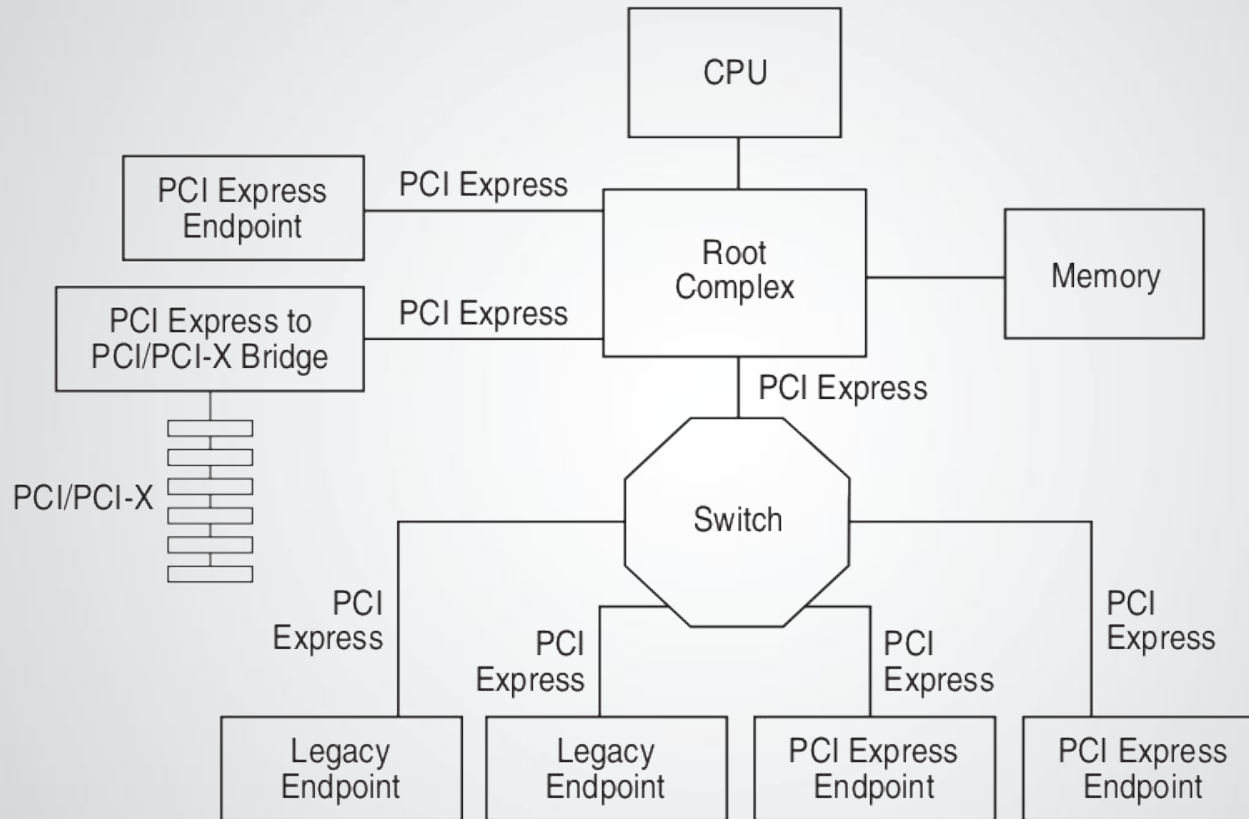 CPU
PCI Express
Endpoint
PCI Express
Root
Complex
Memory
PCI Express to
PCI/PCI-X Bridge
PCI Express
PCI Express
PCI/PCI-X
Switch
PCI
Express
PCI
Express
PCI
Express
PCI
Express
Legacy
Endpoint
Legacy
Endpoint
PCI Express
Endpoint
PCI Express
Endpoint